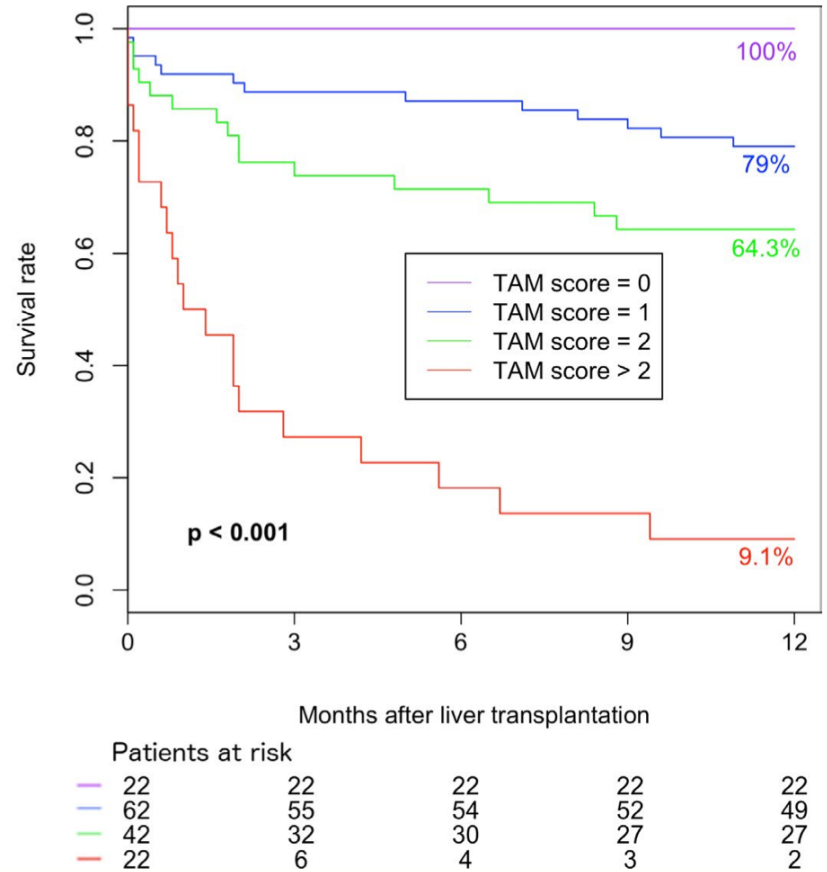 1.0
100%
79%
0.8
64.3%
0.6
TAM score = 0
TAM score = 1
TAM score = 2
TAM score > 2
Survival rate
0.4
0.2
p < 0.001
9.1%
0.0
0 3 6 9 12
Months after liver transplantation
Patients at risk
22 22 22 22 22
62 55 54 52 49
42 32 30 27 27
22 6 4 3 2